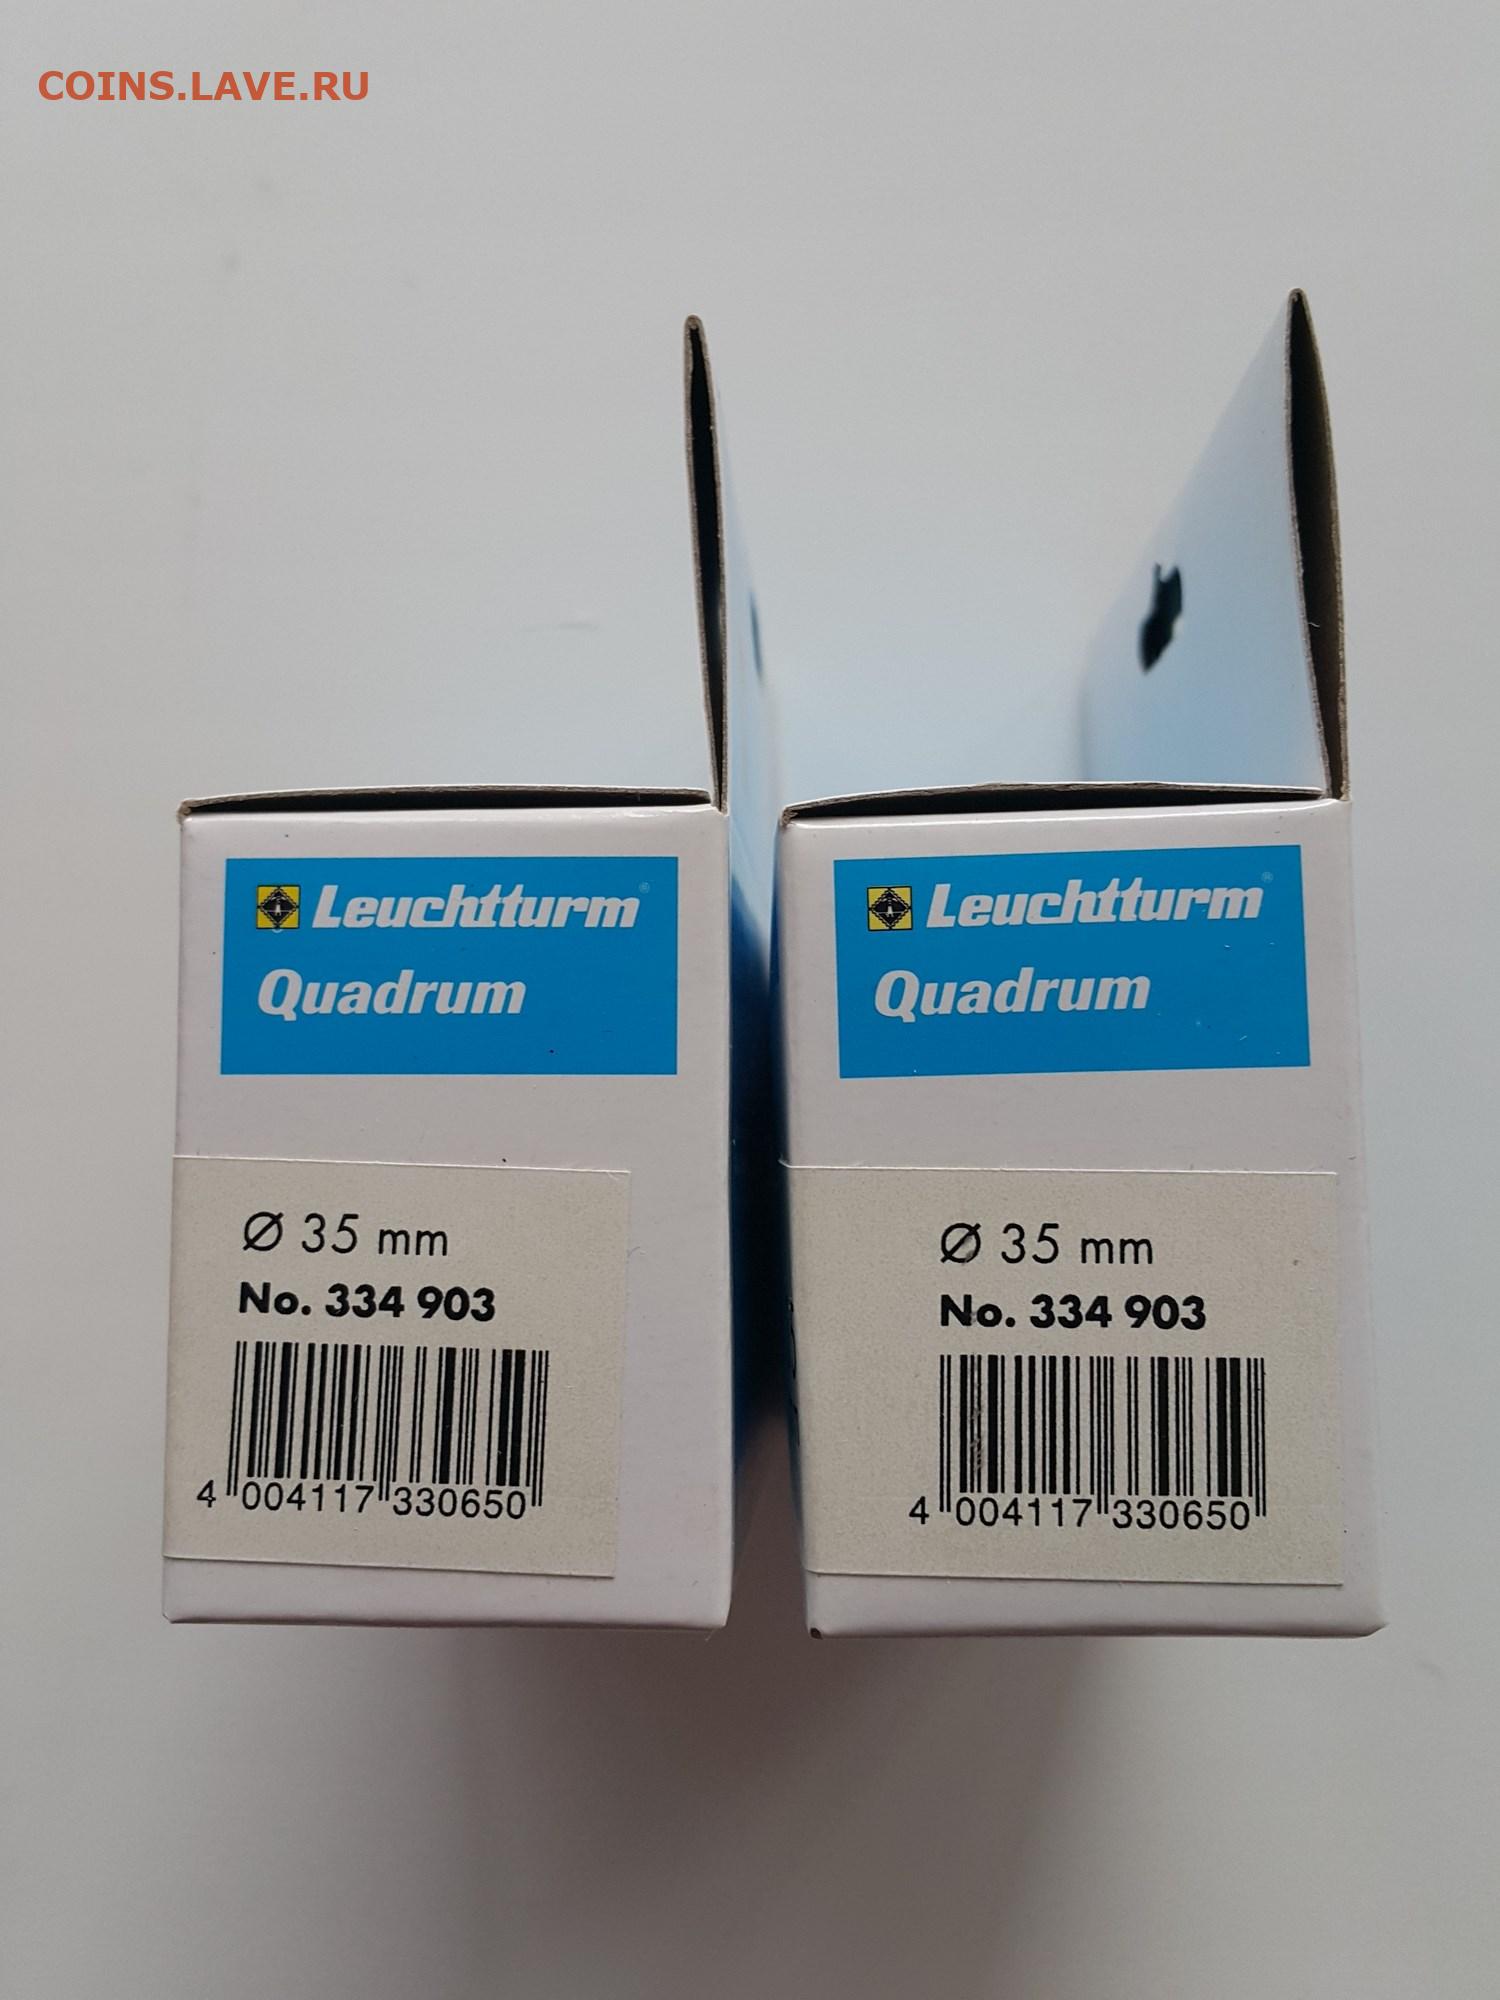 COINS.LAVE.RU
Leuchtturm®
Quadrum
Ø 35 mm
No. 334 903
4 004117 330650
Leuchtturm®
Quadrum
Ø 35 mm
No. 334 903
4 004117 330650